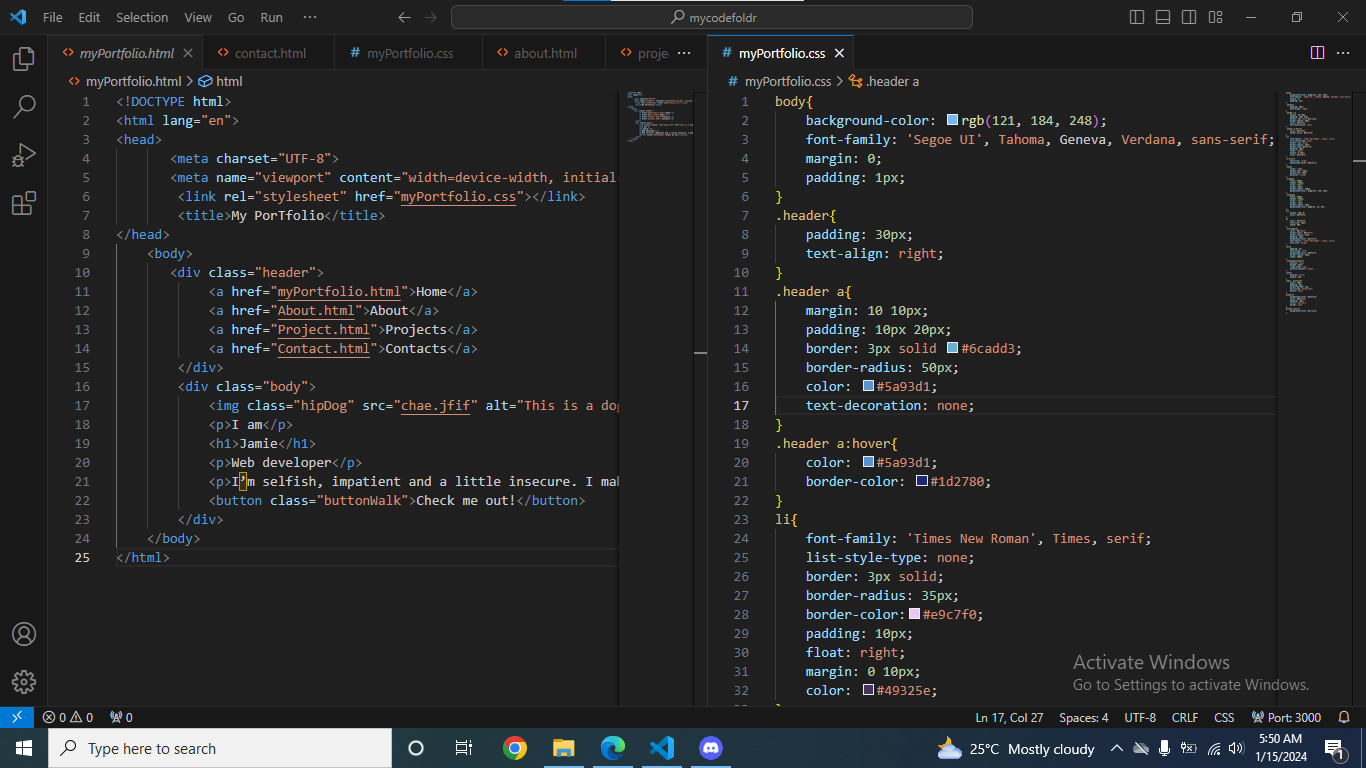 File Edit Selection View Go Run ··· mycodefoldr
myPortfolio.html contact.html # myPortfolio.css about.html proje ··· # myPortfolio.css
myPortfolio.html > html
1 <!DOCTYPE html>
2 <html lang="en">
3 <head>
4 <meta charset="UTF-8">
5 <meta name="viewport" content="width=device-width, initial
6 <link rel="stylesheet" href="myPortfolio.css"></link>
7 <title>My PorTfolio</title>
8 </head>
9 <body>
10 <div class="header">
11 <a href="myPortfolio.html">Home</a>
12 <a href="About.html">About</a>
13 <a href="Project.html">Projects</a>
14 <a href="Contact.html">Contacts</a>
15 </div>
16 <div class="body">
17 <img class="hipDog" src="chae.jfif" alt="This is a dog
18 <p>I am</p>
19 <h1>Jamie</h1>
20 <p>Web developer</p>
21 <p>I’m selfish, impatient and a little insecure. I mak
22 <button class="buttonWalk">Check me out!</button>
23 </div>
24 </body>
25 </html>
# myPortfolio.css > .header a
1 body{
2 background-color: rgb(121, 184, 248);
3 font-family: 'Segoe UI', Tahoma, Geneva, Verdana, sans-serif;
4 margin: 0;
5 padding: 1px;
6 }
7 .header{
8 padding: 30px;
9 text-align: right;
10 }
11 .header a{
12 margin: 10 10px;
13 padding: 10px 20px;
14 border: 3px solid #6cadd3;
15 border-radius: 50px;
16 color: #5a93d1;
17 text-decoration: none;
18 }
19 .header a:hover{
20 color: #5a93d1;
21 border-color: #1d2780;
22 }
23 li{
24 font-family: 'Times New Roman', Times, serif;
25 list-style-type: none;
26 border: 3px solid;
27 border-radius: 35px;
28 border-color: #e9c7f0;
29 padding: 10px;
30 float: right;
31 margin: 0 10px;
32 color: #49325e;
Activate Windows
Go to Settings to activate Windows.
0 0 0 Ln 17, Col 27 Spaces: 4 UTF-8 CRLF CSS Port: 3000
Type here to search 25°C Mostly cloudy 5:50 AM
1/15/2024 1